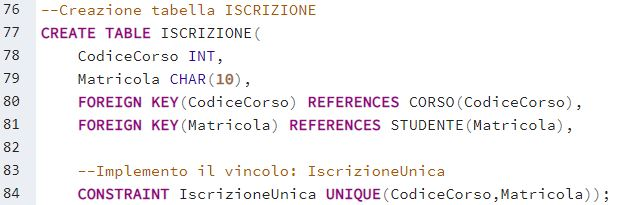 76 --Creazione tabella ISCRIZIONE
77 CREATE TABLE ISCRIZIONE(
78 CodiceCorso INT,
79 Matricola CHAR(10),
80 FOREIGN KEY(CodiceCorso) REFERENCES CORSO(CodiceCorso),
81 FOREIGN KEY(Matricola) REFERENCES STUDENTE(Matricola),
82
83 --Implemento il vincolo: IscrizioneUnica
84 CONSTRAINT IscrizioneUnica UNIQUE(CodiceCorso,Matricola));